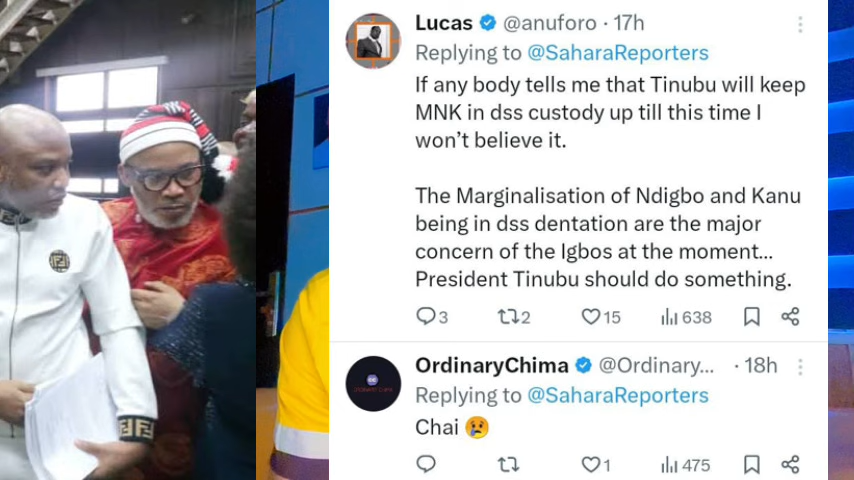 Lucas @anuforo · 17h
Replying to @SaharaReporters
If any body tells me that Tinubu will keep
MNK in dss custody up till this time I
won't believe it.
The Marginalisation of Ndigbo and Kanu
being in dss dentation are the major
concern of the Igbos at the moment...
President Tinubu should do something.
3 2 15 638
OrdinaryChima @Ordinary... · 18h
Replying to @SaharaReporters
Chai 😢
1 475